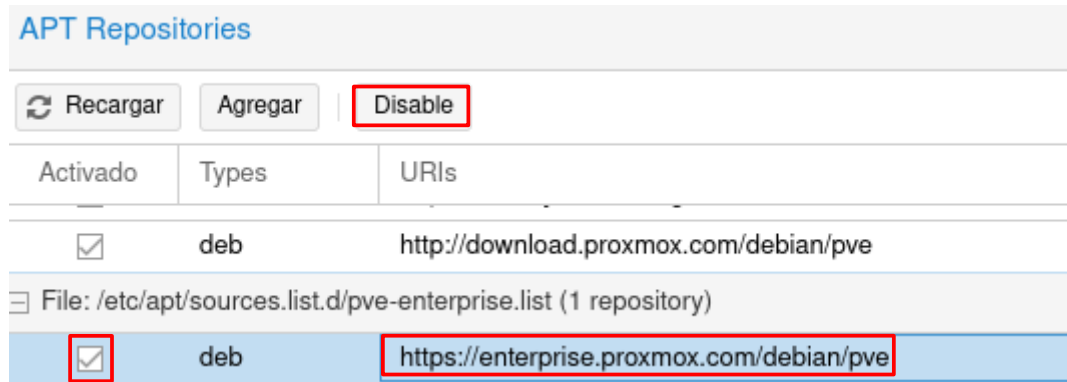 APT Repositories
Recargar Agregar Disable
Activado Types URIs
deb http://download.proxmox.com/debian/pve
File: /etc/apt/sources.list.d/pve-enterprise.list (1 repository)
deb https://enterprise.proxmox.com/debian/pve